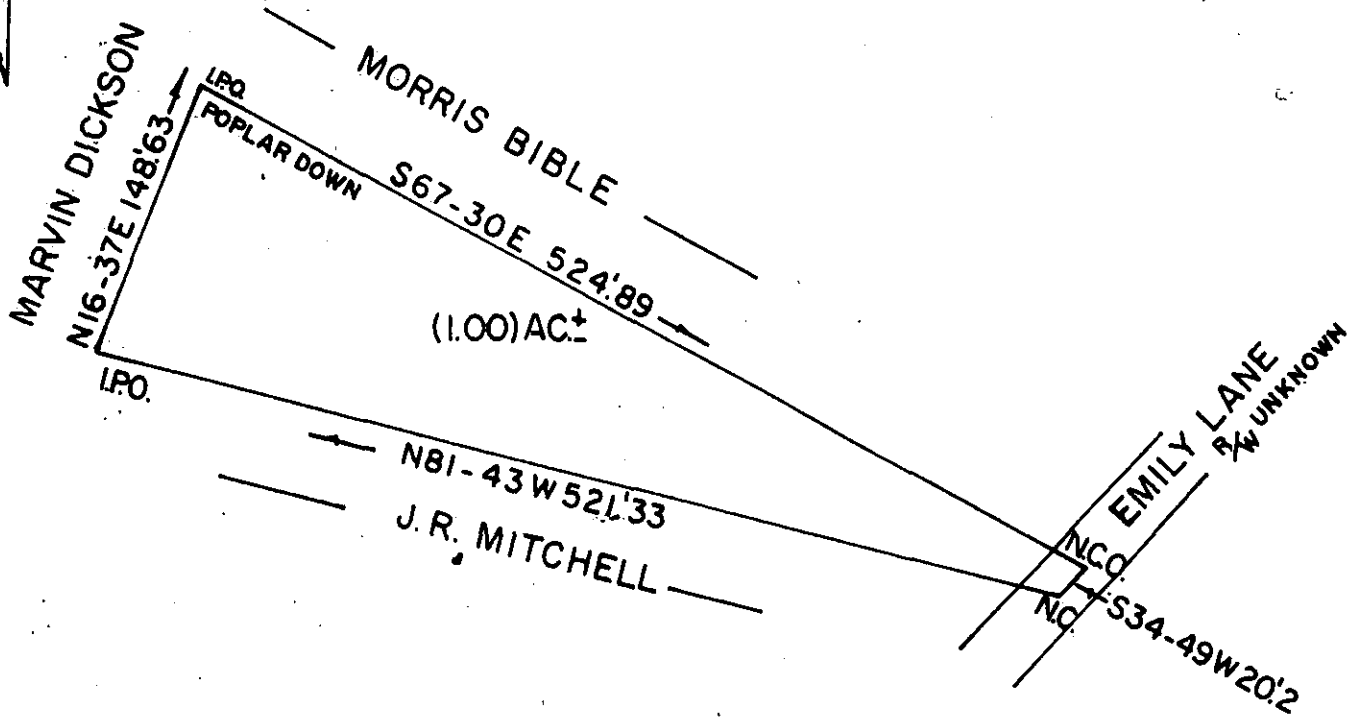 MORRIS BIBLE
MARVIN DICKSON
N16-37E 148.'63
I.P.O.
POPLAR DOWN
S67-30E 524.'89
(1.00) AC.±
I.P.O.
N81-43W 521.'33
J.R. MITCHELL
EMILY LANE
R/W UNKNOWN
N.C.O.
N.C.
S34-49W 20.'2